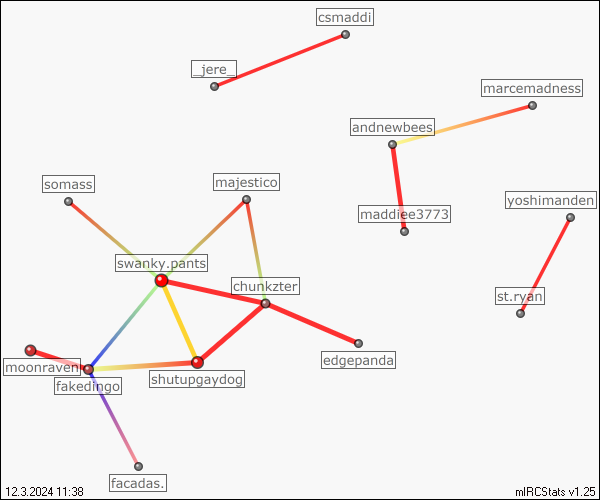 csmaddi
_jere_
marcemadness
andnewbees
somass
majestico
yoshimanden
maddiee3773
swanky.pants
chunkzter
st.ryan
edgepanda
moonraven
shutupgaydog
fakedingo
facadas.
12.3.2024 11:38
mIRCStats v1.25